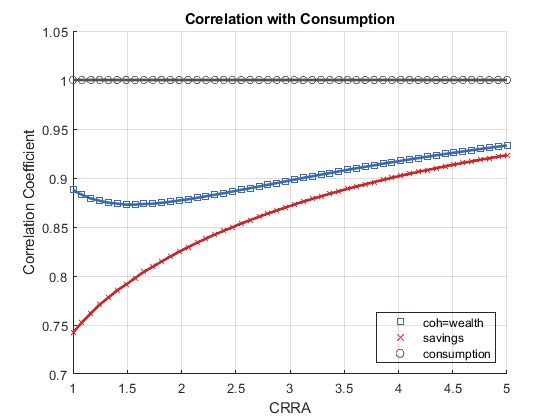 Correlation with Consumption
Correlation Coefficient
1.05
1
0.95
0.9
0.85
0.8
0.75
0.7
coh=wealth
savings
consumption
1 1.5 2 2.5 3 3.5 4 4.5 5
CRRA